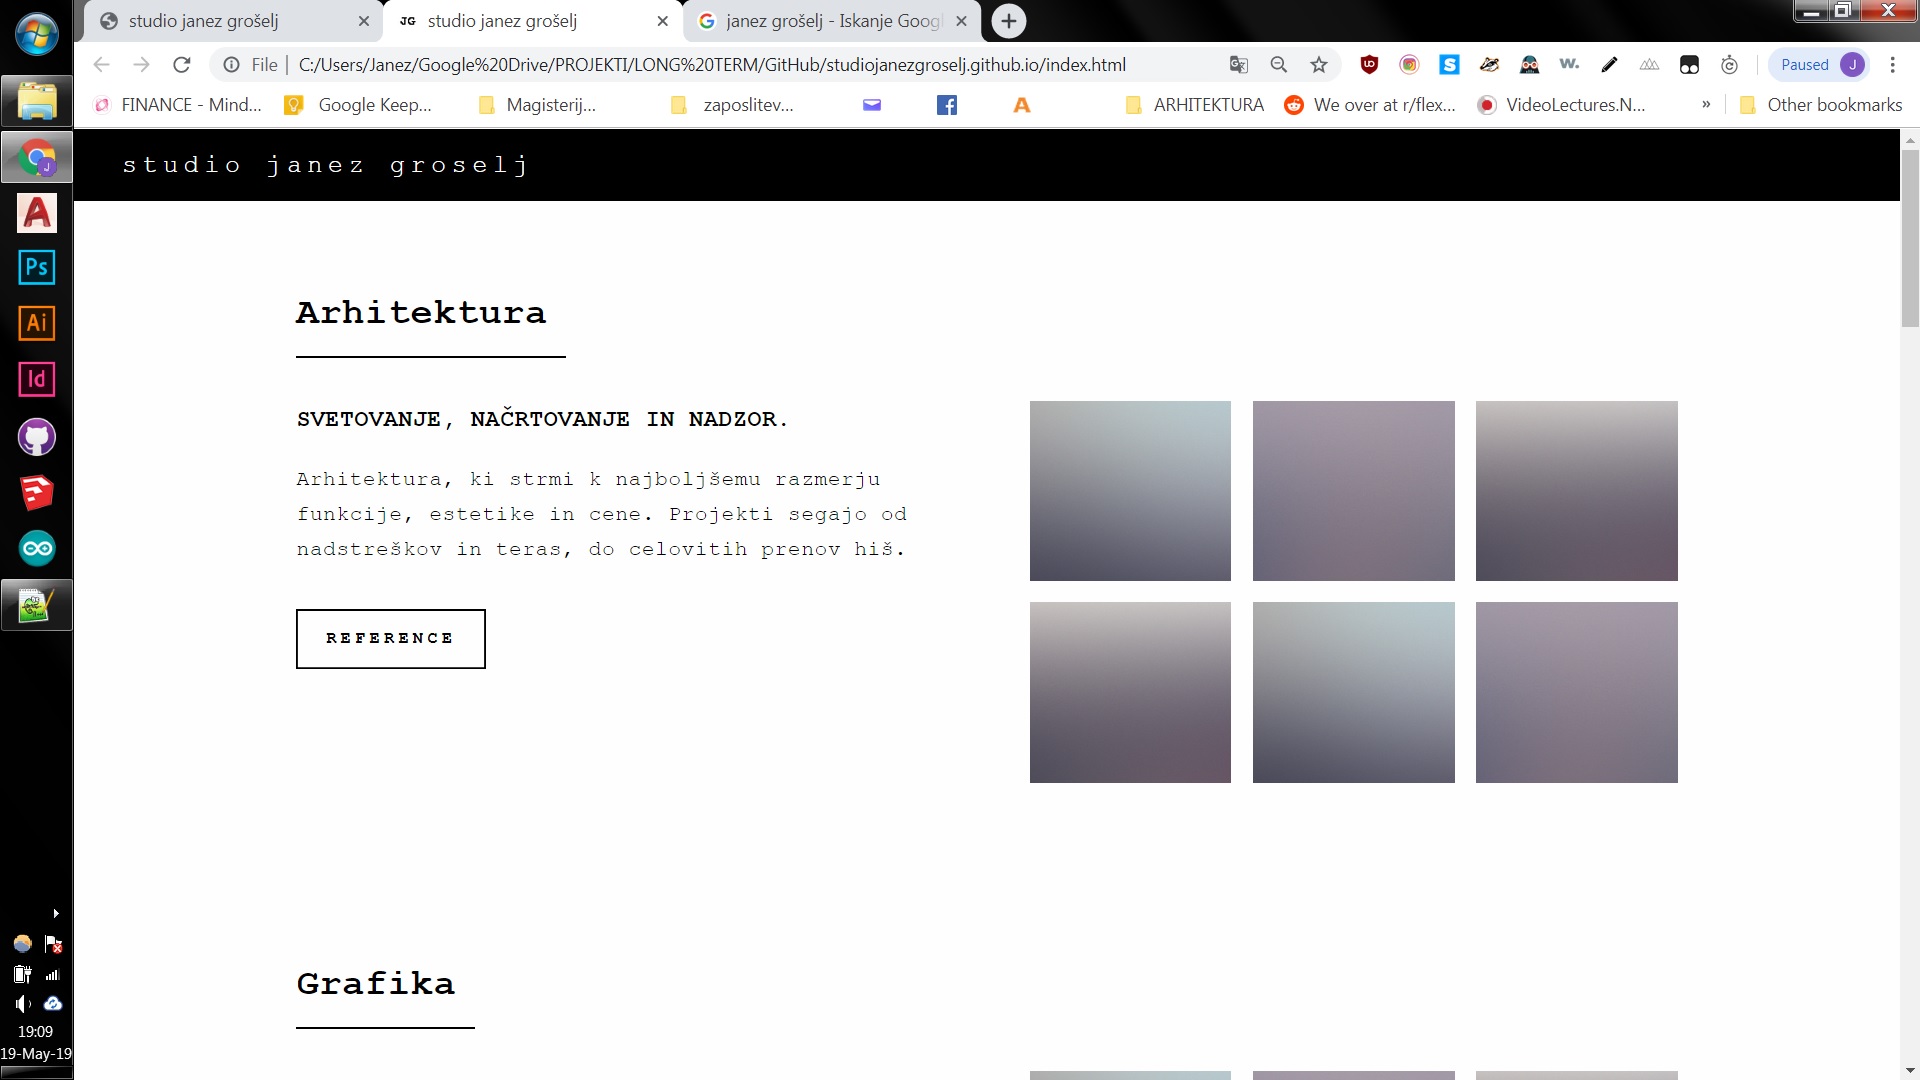 studio janez grošelj
JG studio janez grošelj
janez grošelj - Iskanje Googl
File | C:/Users/Janez/Google%20Drive/PROJEKTI/LONG%20TERM/GitHub/studiojanezgroselj.github.io/index.html
Paused J
FINANCE - Mind...
Google Keep...
Magisterij...
zaposlitev...
ARHITEKTURA
We over at r/flex...
VideoLectures.N...
» Other bookmarks
studio janez groselj
Arhitektura
SVETOVANJE, NAČRTOVANJE IN NADZOR.
Arhitektura, ki strmi k najboljšemu razmerju
funkcije, estetike in cene. Projekti segajo od
nadstreškov in teras, do celovitih prenov hiš.
REFERENCE
Grafika
J
Ps
Ai
Id
19:09
19-May-19